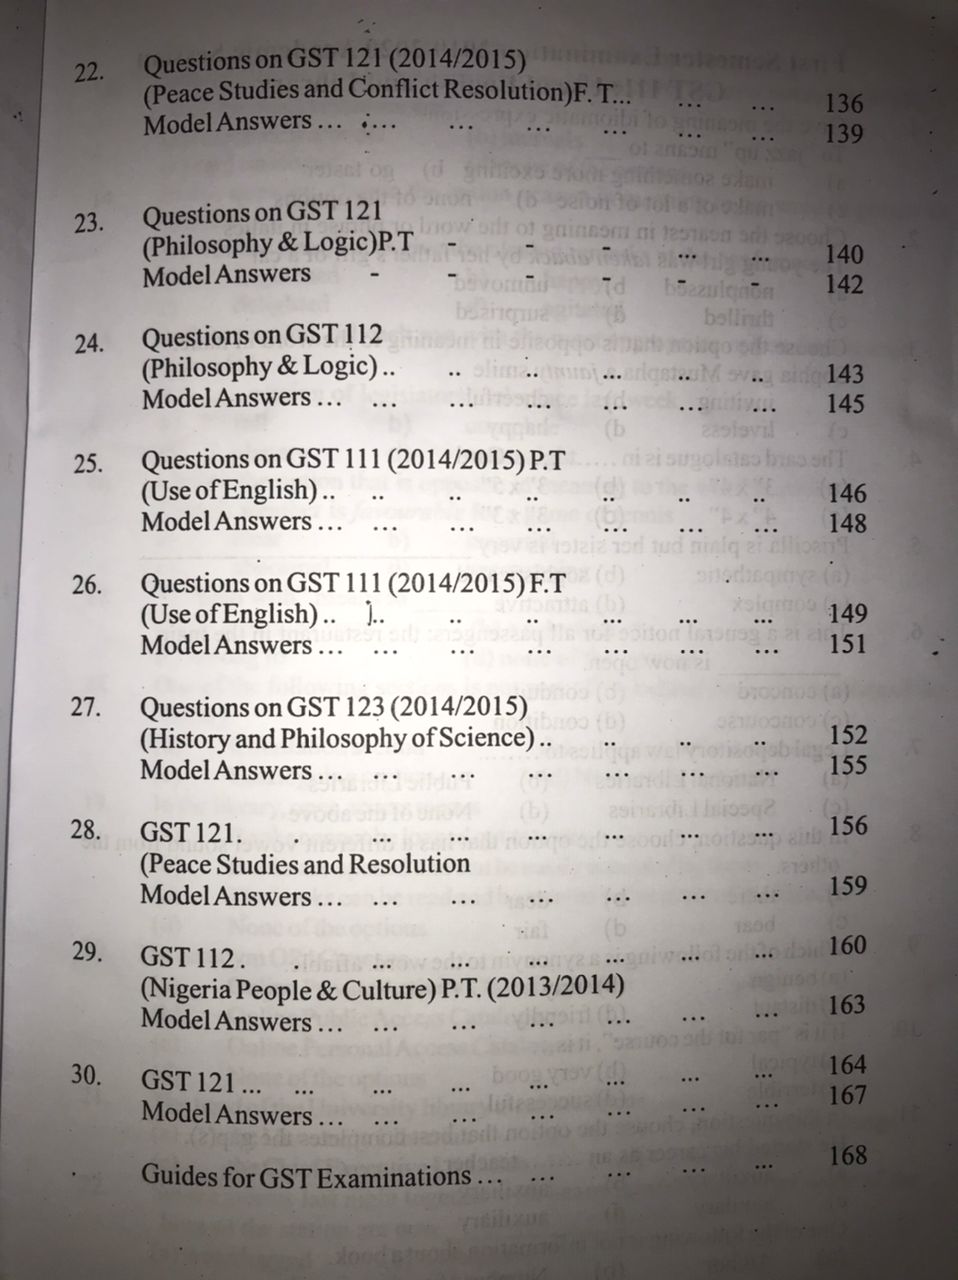 22. Questions on GST 121 (2014/2015)
(Peace Studies and Conflict Resolution)F. T... ... ... 136
Model Answers ... ... ... ... ... ... ... 139
23. Questions on GST 121
(Philosophy & Logic)P.T - - - ... ... 140
Model Answers - - - - - - 142
24. Questions on GST 112
(Philosophy & Logic) .. .. .. ... .. .. 143
Model Answers ... ... ... ... ... ... ... 145
25. Questions on GST 111 (2014/2015) P.T
(Use of English) .. .. .. .. .. .. 146
Model Answers ... ... ... ... ... ... ... 148
26. Questions on GST 111 (2014/2015) F.T
(Use of English) .. .. .. .. ... ... ... 149
Model Answers ... ... ... ... ... ... ... 151
27. Questions on GST 123 (2014/2015)
(History and Philosophy of Science) .. .. .. .. 152
Model Answers ... ... ... ... ... ... ... 155
28. GST 121. . ... ... ... ... ... ... 156
(Peace Studies and Resolution
Model Answers ... ... ... ... ... ... ... 159
29. GST 112. . ... ... ... ... ... ... 160
(Nigeria People & Culture) P.T. (2013/2014)
Model Answers ... ... ... ... ... ... ... 163
30. GST 121 ... ... ... ... ... ... ... ... 164
Model Answers ... ... ... ... ... ... ... 167
Guides for GST Examinations ... ... ... ... ... 168